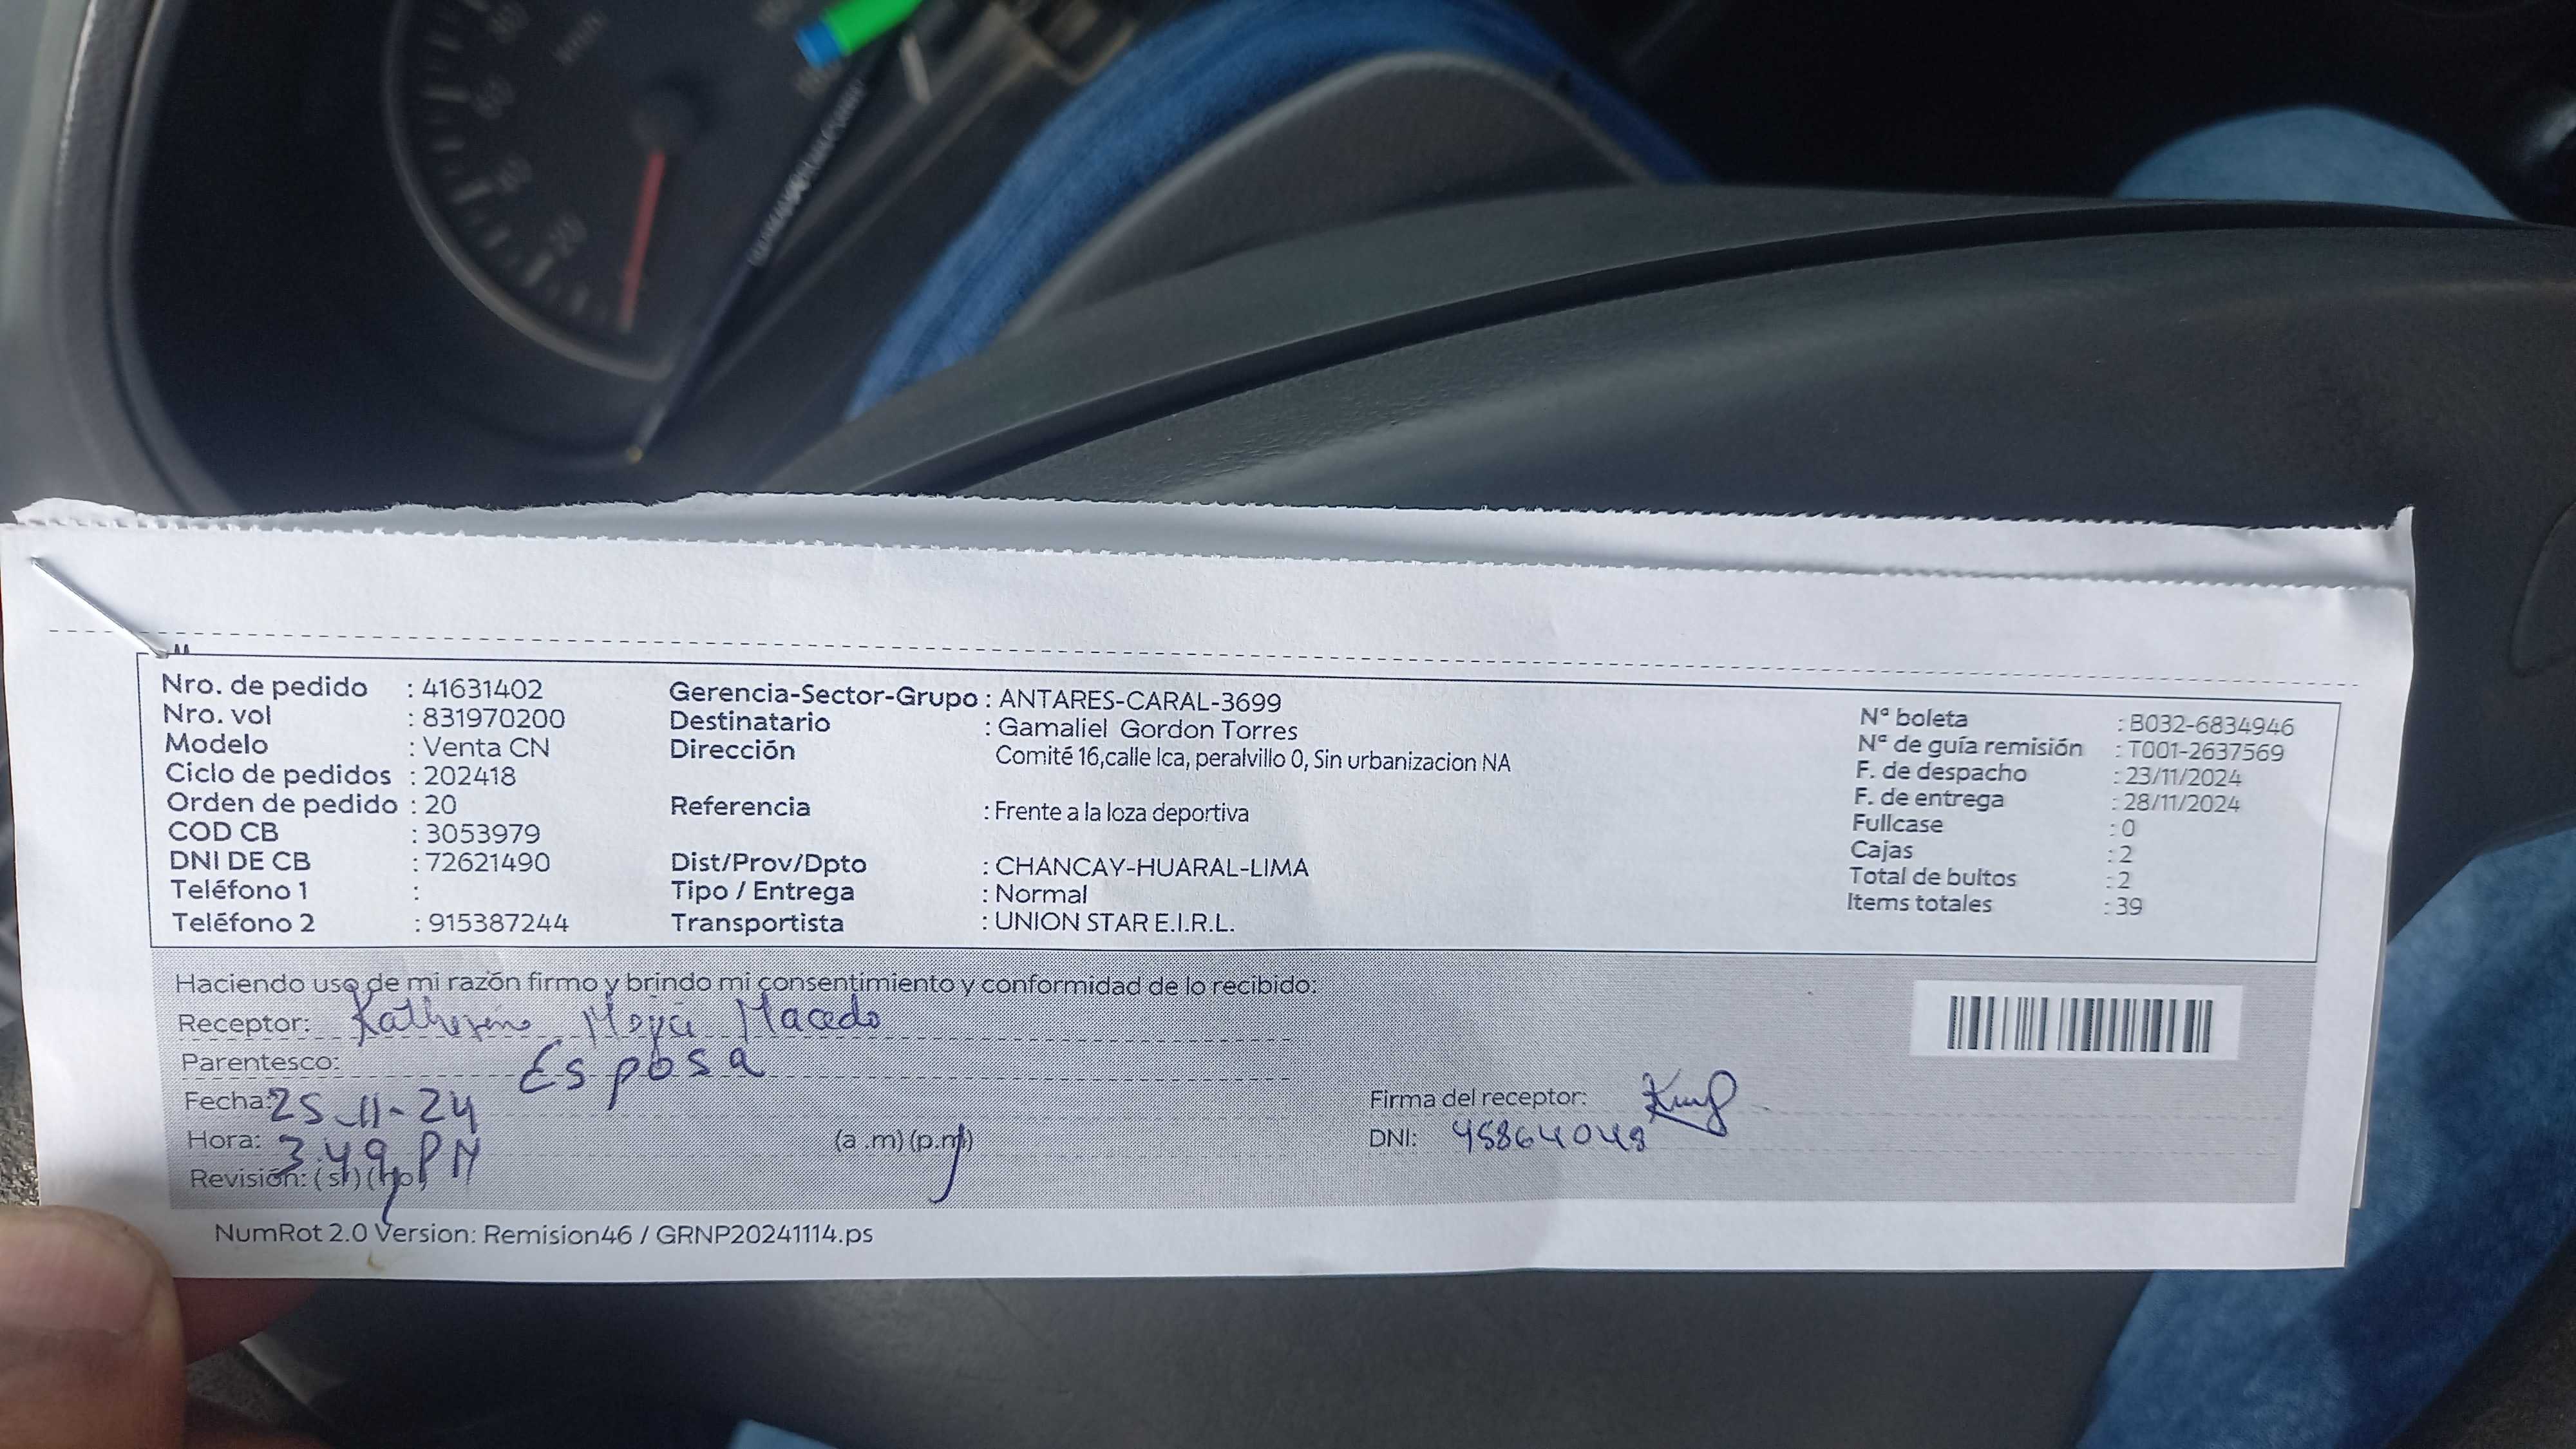 Nro. de pedido : 41631402
Nro. vol : 831970200
Modelo : Venta CN
Ciclo de pedidos : 202418
Orden de pedido : 20
COD CB : 3053979
DNI DE CB : 72621490
Teléfono 1 :
Teléfono 2 : 915387244
Gerencia-Sector-Grupo : ANTARES-CARAL-3699
Destinatario : Gamaliel Gordon Torres
Dirección Comité 16,calle Ica, peralvillo 0, Sin urbanizacion NA
Referencia : Frente a la loza deportiva
Dist/Prov/Dpto : CHANCAY-HUARAL-LIMA
Tipo / Entrega : Normal
Transportista : UNION STAR E.I.R.L.
Nª boleta : B032-6834946
Nª de guía remisión : T001-2637569
F. de despacho : 23/11/2024
F. de entrega : 28/11/2024
Fullcase : 0
Cajas : 2
Total de bultos : 2
Items totales : 39
Haciendo uso de mi razón firmo y brindo mi consentimiento y conformidad de lo recibido:
Receptor: Macedo
Parentesco: Esposa
Fecha: 25-11-24
Hora: 3:49 PM (a .m) (p.m)
Revisión: (si) (no)
Firma del receptor:
DNI: 45864048
NumRot 2.0 Version: Remision46 / GRNP20241114.ps